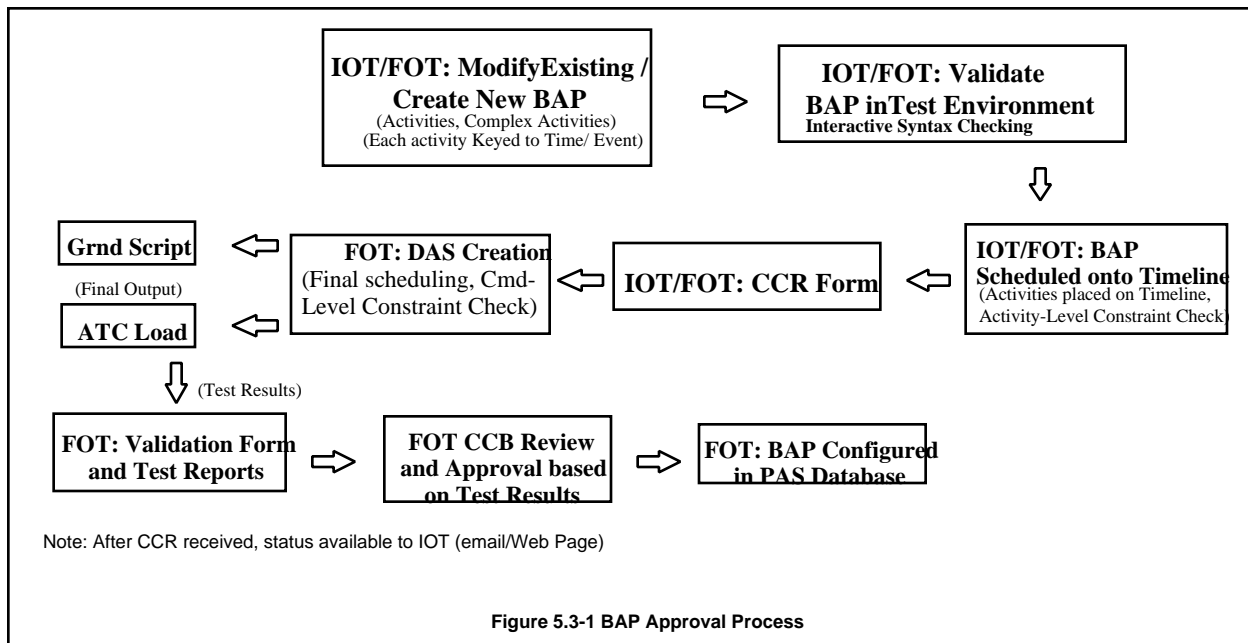 IOT/FOT: ModifyExisting /
Create New BAP
(Activities, Complex Activities)
(Each activity Keyed to Time/ Event)
IOT/FOT: Validate
BAP inTest Environment
Interactive Syntax Checking
IOT/FOT: BAP
Scheduled onto Timeline
(Activities placed on Timeline,
Activity-Level Constraint Check)
IOT/FOT: CCR Form
FOT: DAS Creation
(Final scheduling, Cmd-
Level Constraint Check)
Grnd Script
(Final Output)
ATC Load
(Test Results)
FOT: Validation Form
and Test Reports
FOT CCB Review
and Approval based
on Test Results
FOT: BAP Configured
in PAS Database
Note: After CCR received, status available to IOT (email/Web Page)
Figure 5.3-1 BAP Approval Process